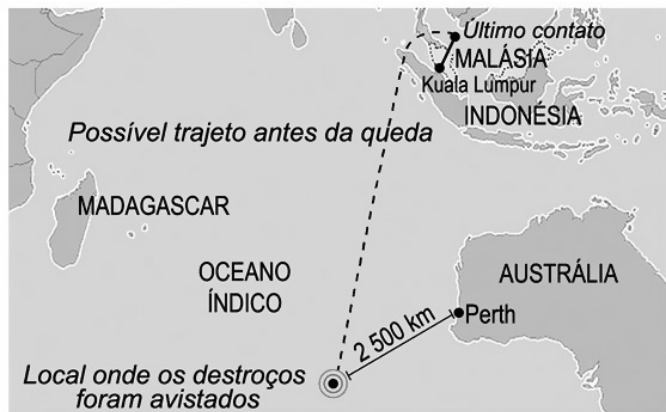 Último contato
MALÁSIA
Kuala Lumpur
INDONÉSIA
Possível trajeto antes da queda
MADAGASCAR
OCEANO
ÍNDICO
AUSTRÁLIA
Perth
2 500 km
Local onde os destroços
foram avistados